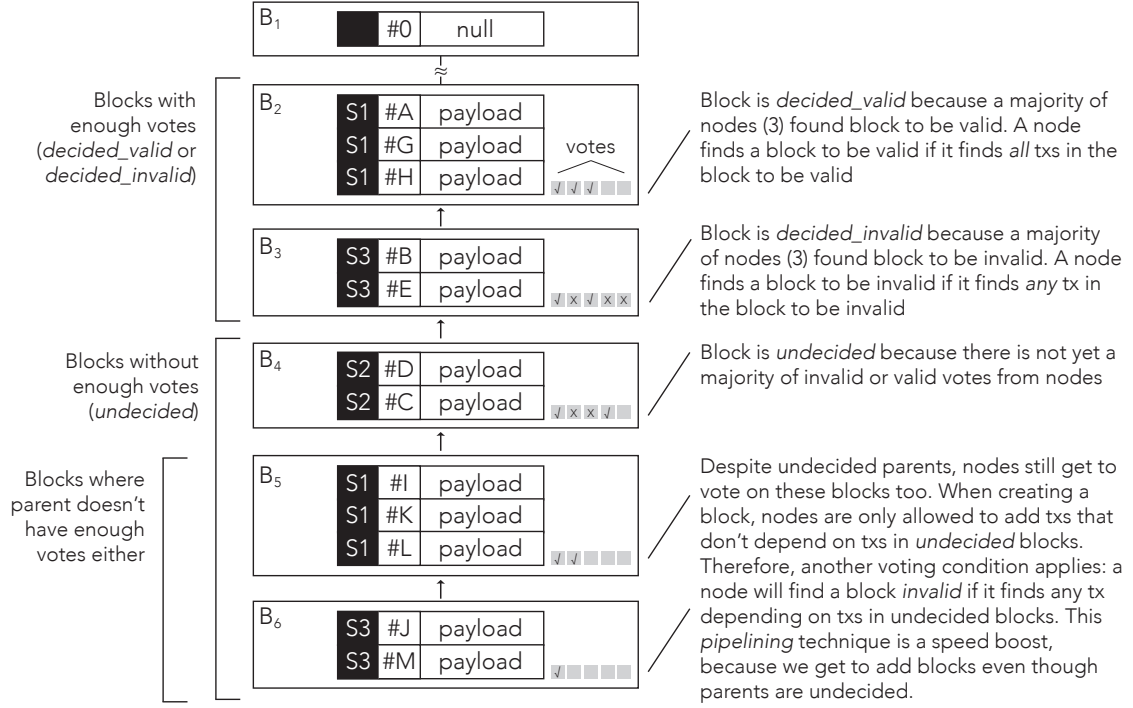 B1
#0 null
≈
Blocks with
enough votes
(decided_valid or
decided_invalid)
B2
S1 #A payload
S1 #G payload
S1 #H payload
votes
√ √ √
Block is decided_valid because a majority of
nodes (3) found block to be valid. A node
finds a block to be valid if it finds all txs in the
block to be valid
B3
S3 #B payload
S3 #E payload
√ x √ x x
Block is decided_invalid because a majority
of nodes (3) found block to be invalid. A node
finds a block to be invalid if it finds any tx in
the block to be invalid
Blocks without
enough votes
(undecided)
B4
S2 #D payload
S2 #C payload
√ x x √
Block is undecided because there is not yet a
majority of invalid or valid votes from nodes
Blocks where
parent doesn't
have enough
votes either
B5
S1 #I payload
S1 #K payload
S1 #L payload
√ √
Despite undecided parents, nodes still get to
vote on these blocks too. When creating a
block, nodes are only allowed to add txs that
don't depend on txs in undecided blocks.
Therefore, another voting condition applies: a
node will find a block invalid if it finds any tx
depending on txs in undecided blocks. This
pipelining technique is a speed boost,
because we get to add blocks even though
parents are undecided.
B6
S3 #J payload
S3 #M payload
√